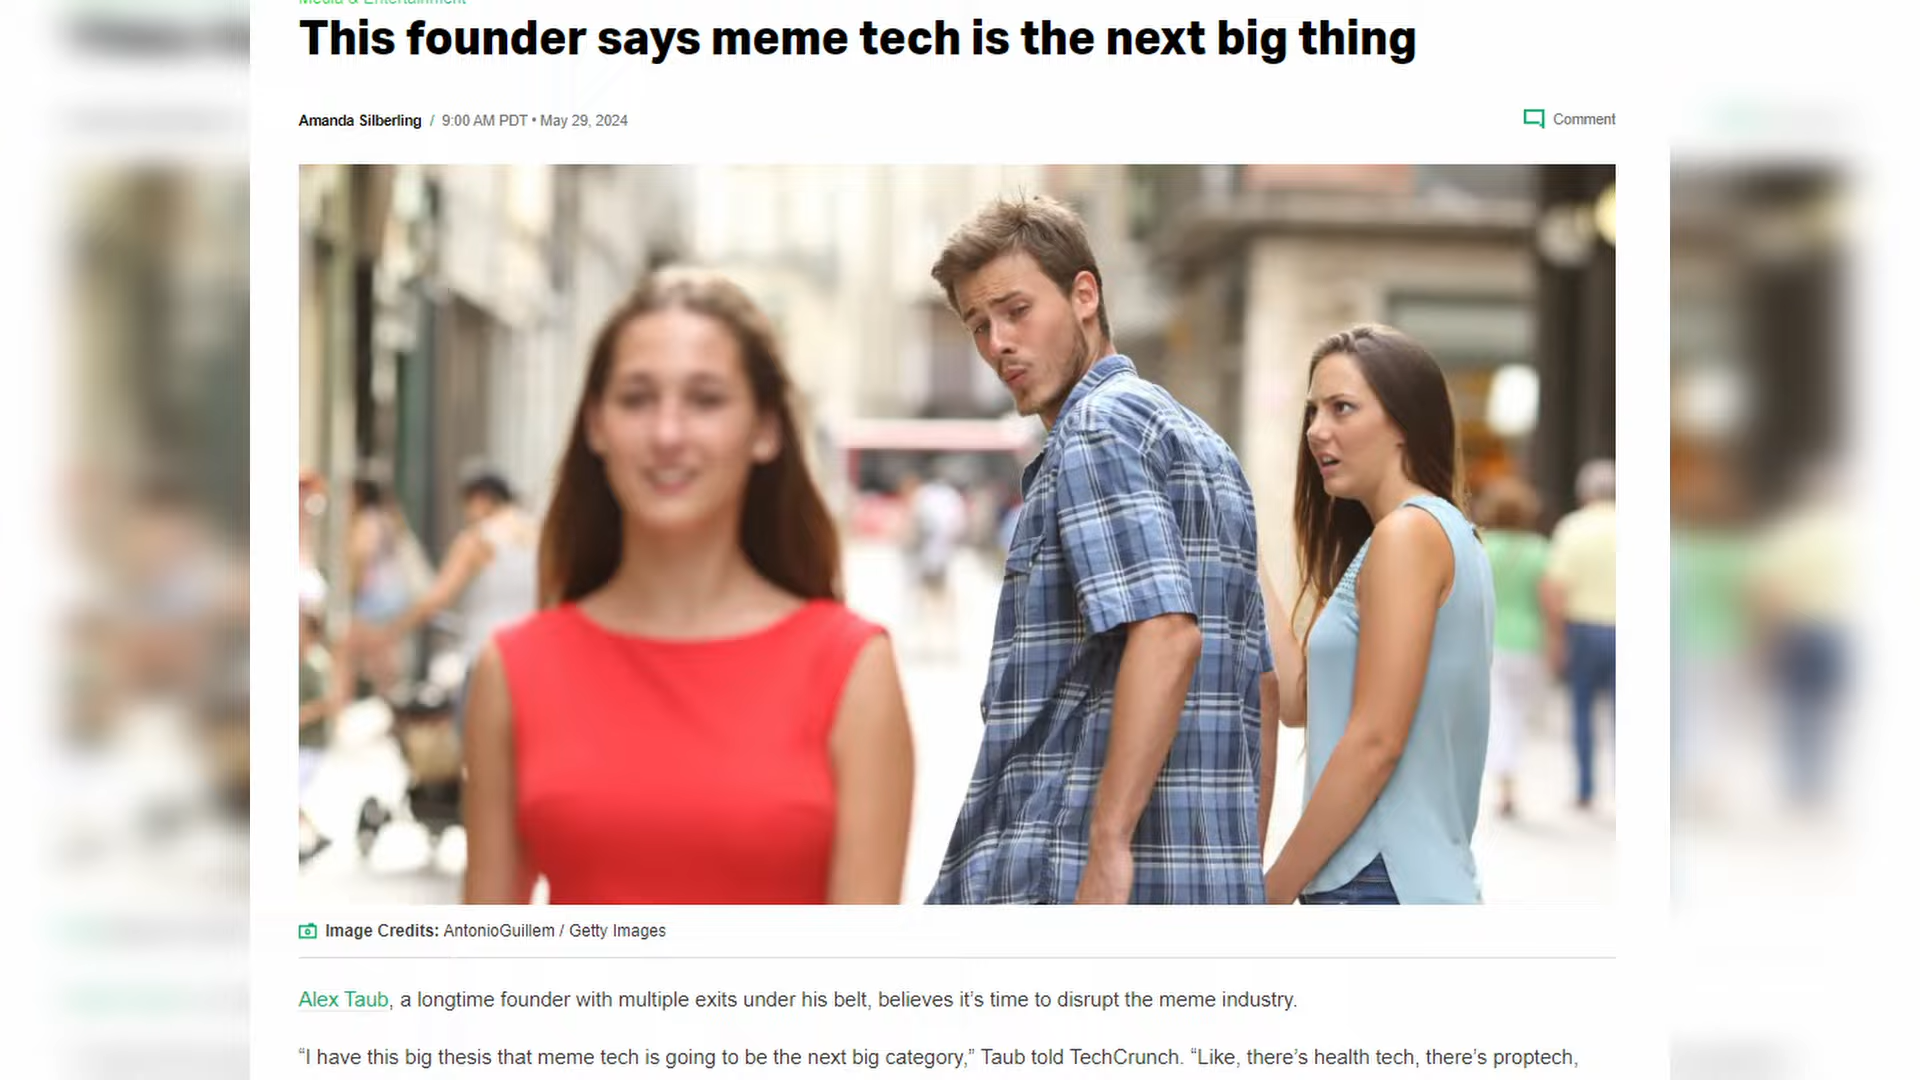 Media & Entertainment
This founder says meme tech is the next big thing
Amanda Silberling / 9:00 AM PDT • May 29, 2024
Comment
Image Credits: AntonioGuillem / Getty Images
Alex Taub, a longtime founder with multiple exits under his belt, believes it’s time to disrupt the meme industry.
“I have this big thesis that meme tech is going to be the next big category,” Taub told TechCrunch. “Like, there’s health tech, there’s proptech,